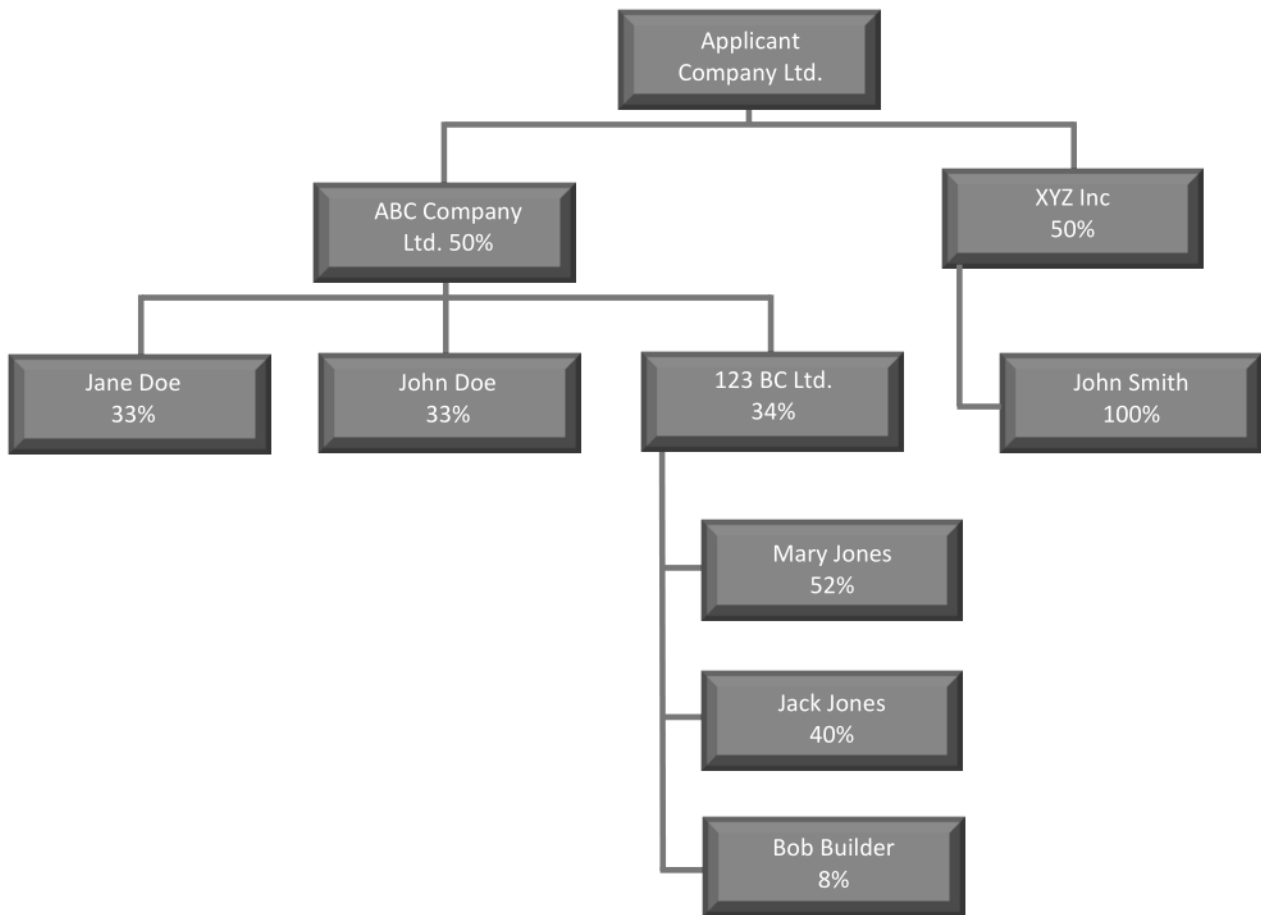 Applicant
Company Ltd.
ABC Company
Ltd. 50%
XYZ Inc
50%
Jane Doe
33%
John Doe
33%
123 BC Ltd.
34%
John Smith
100%
Mary Jones
52%
Jack Jones
40%
Bob Builder
8%